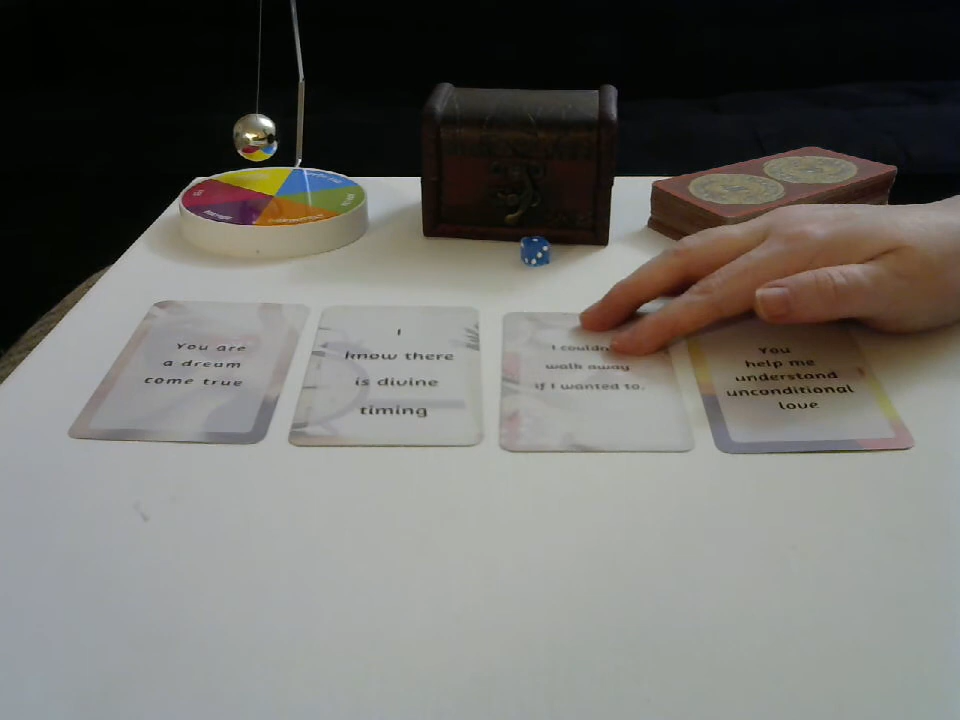 You are
a dream
come true
I
know there
is divine
timing
I couldn'
walk away
if I wanted to.
You
help me
understand
unconditional
love